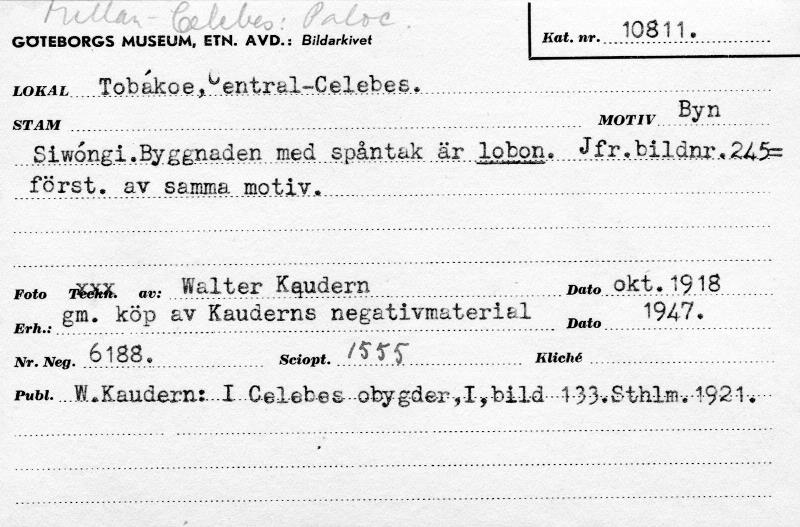 Mellan-Celebes: Paloe.
GÖTEBORGS MUSEUM, ETN. AVD.: Bildarkivet
Kat. nr. 10811.
LOKAL Tobákoe, Central-Celebes.
STAM
MOTIV Byn
Siwóngi. Byggnaden med spåntak är lobon. Jfr. bildnr. 245=
först. av samma motiv.
Foto Teckn. av: Walter Kaudern Dato okt. 1918
Erh.: gm. köp av Kauderns negativmaterial Dato 1947.
Nr. Neg. 6188. Sciopt. 1555 Kliché
Publ. W.Kaudern: I Celebes obygder,I,bild 133.Sthlm.1921.